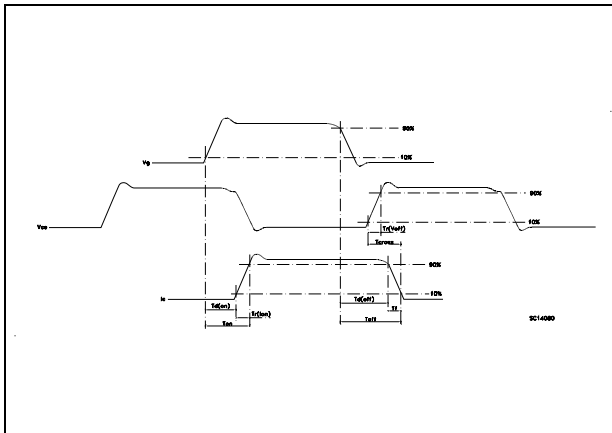 90%
Vg
10%
90%
Vce
10%
Tr(Voff)
Tcross
90%
Ic
10%
Td(on)
Td(off)
Tf
Tr(Ion)
Ton
Toff
SC14080